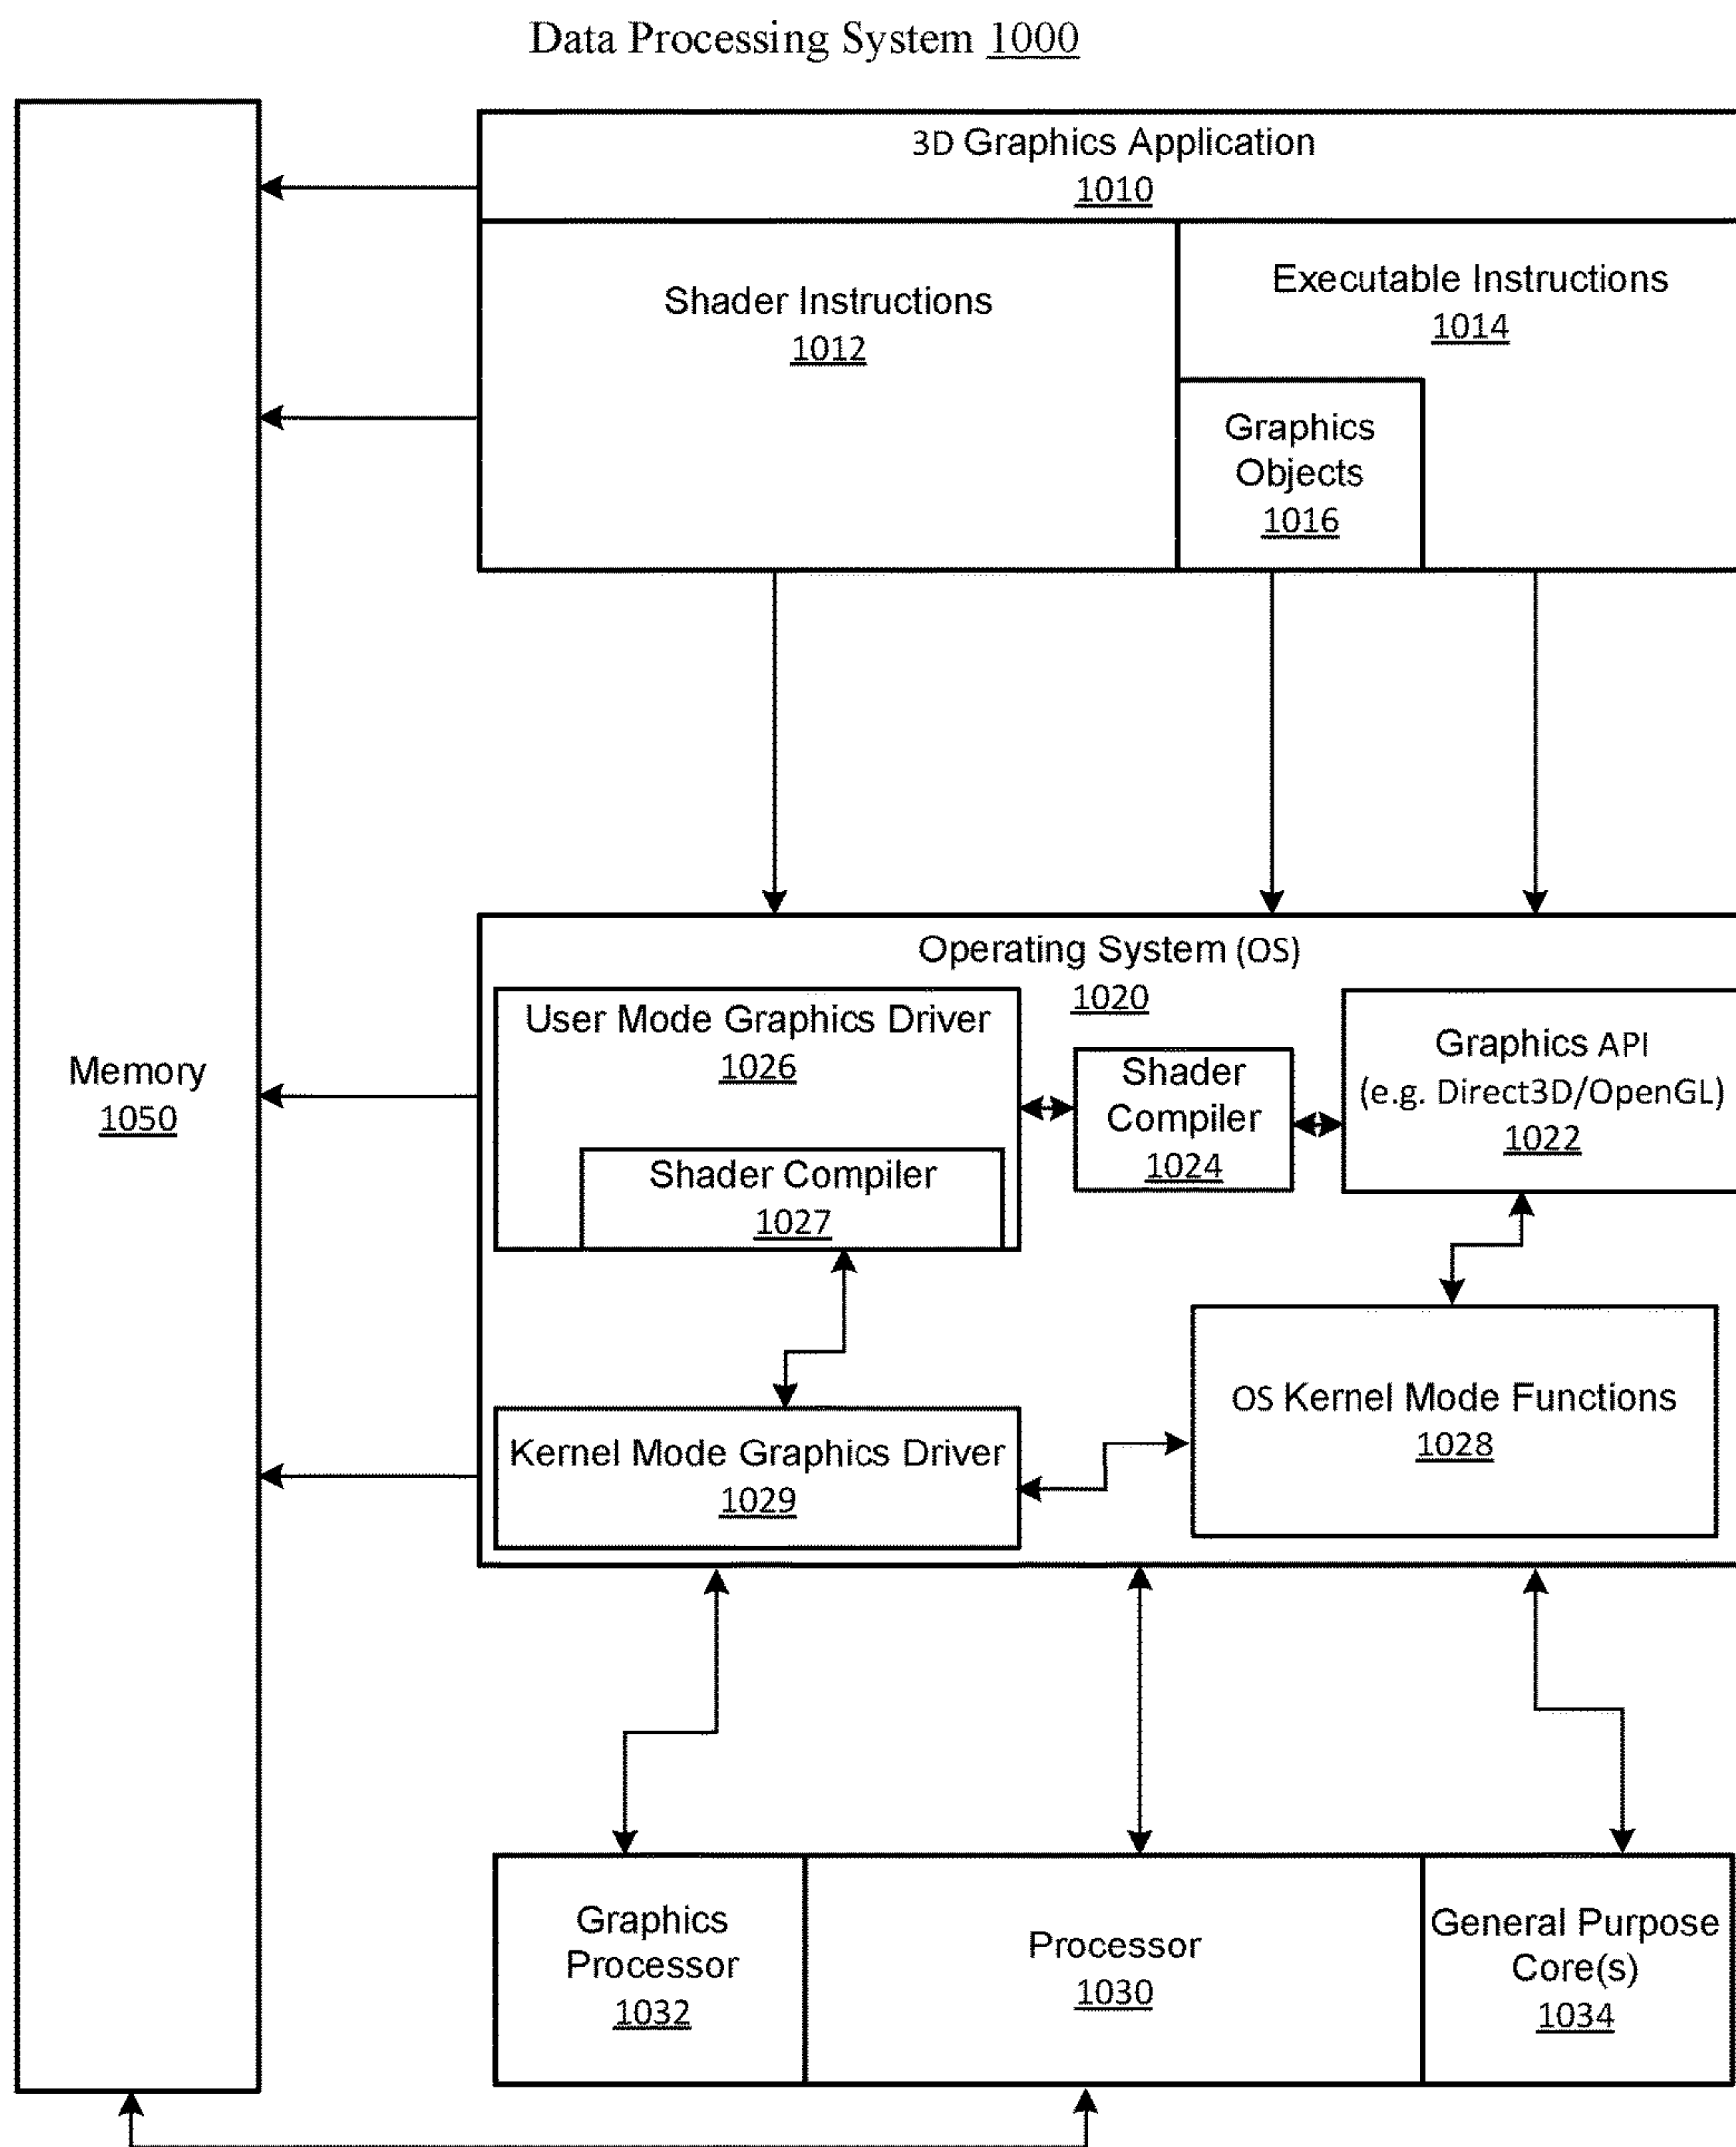 Data Processing System 1000
3D Graphics Application
1010
Shader Instructions
1012
Executable Instructions
1014
Graphics
Objects
1016
Operating System (OS)
1020
User Mode Graphics Driver
1026
Shader Compiler
1027
Shader
Compiler
1024
Graphics API
(e.g. Direct3D/OpenGL)
1022
Memory
1050
OS Kernel Mode Functions
1028
Kernel Mode Graphics Driver
1029
Graphics
Processor
1032
Processor
1030
General Purpose
Core(s)
1034